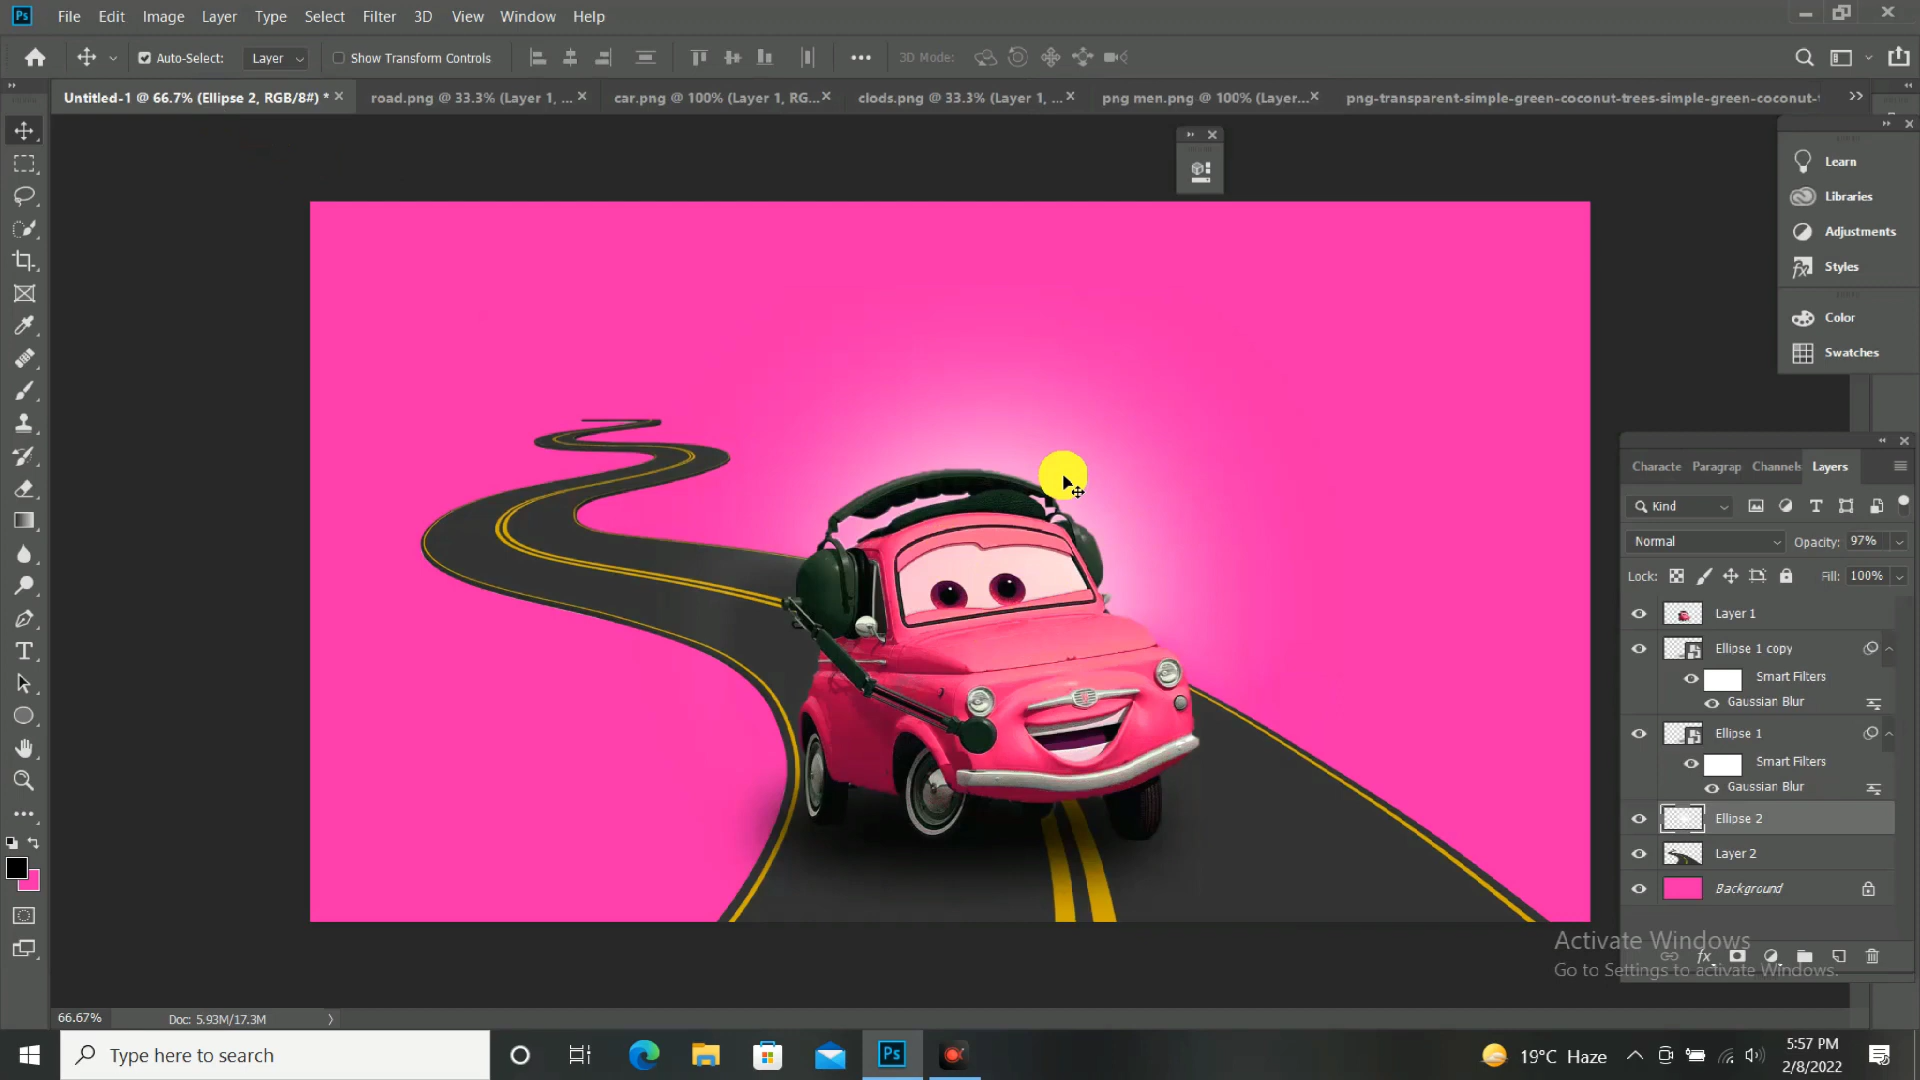 Ps File Edit Image Layer Type Select Filter 3D View Window Help
Auto-Select: Layer Show Transform Controls 3D Mode:
Untitled-1 @ 66.7% (Ellipse 2, RGB/8#) * road.png @ 33.3% (Layer 1, ... car.png @ 100% (Layer 1, RG... clods.png @ 33.3% (Layer 1, ... png men.png @ 100% (Layer... png-transparent-simple-green-coconut-trees-simple-green-coconut-
Learn
Libraries
Adjustments
Styles
Color
Swatches
Characte Paragrap Channels Layers
Kind
Normal Opacity: 97%
Lock: Fill: 100%
Layer 1
Ellipse 1 copy
Smart Filters
Gaussian Blur
Ellipse 1
Smart Filters
Gaussian Blur
Ellipse 2
Layer 2
Background
Activate Windows
Go to Settings to activate Windows.
66.67% Doc: 5.93M/17.3M
Type here to search
Ps
19°C Haze
5:57 PM
2/8/2022